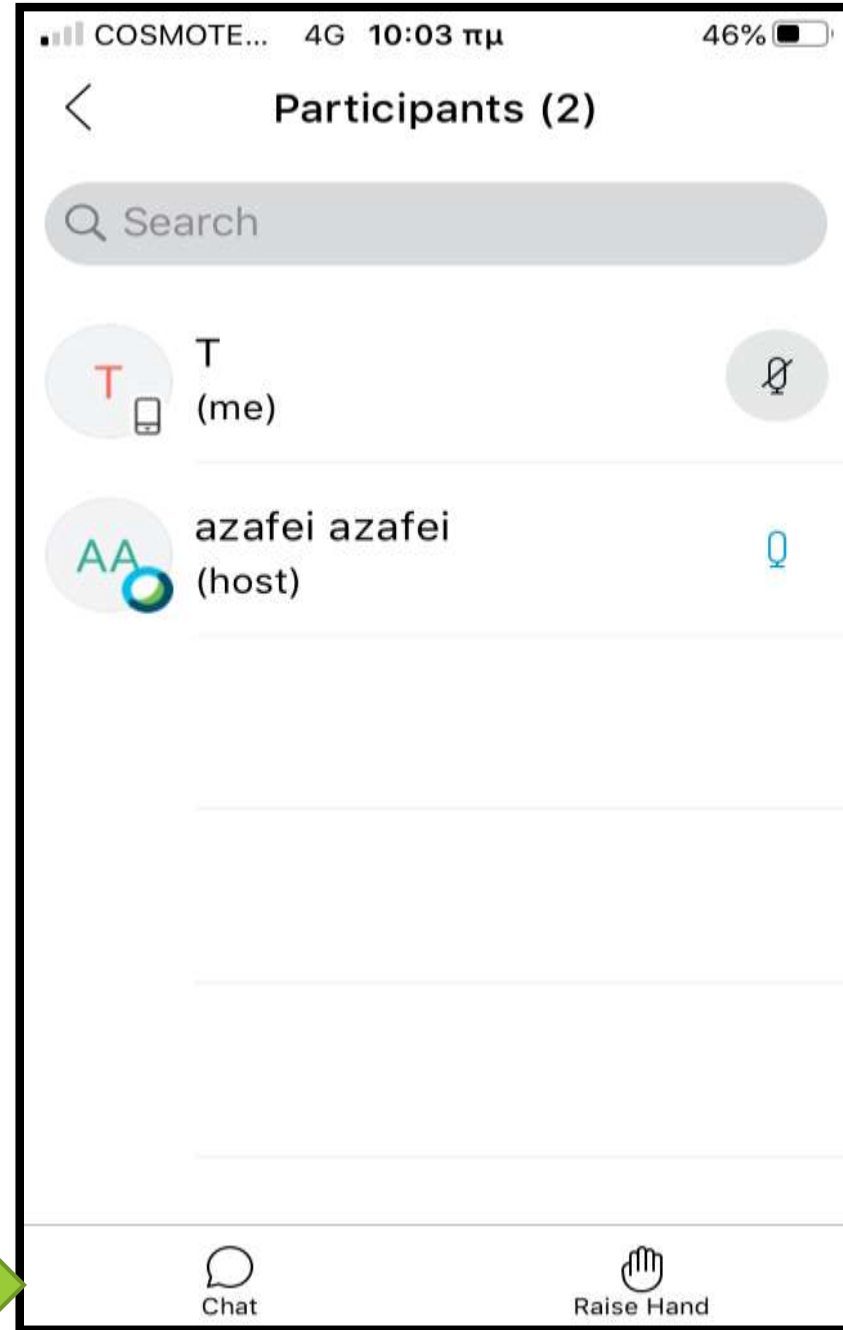 COSMOTE... 4G 10:03 πμ 46%
Participants (2)
Search
T
T
(me)
AA
azafei azafei
(host)
Chat
Raise Hand